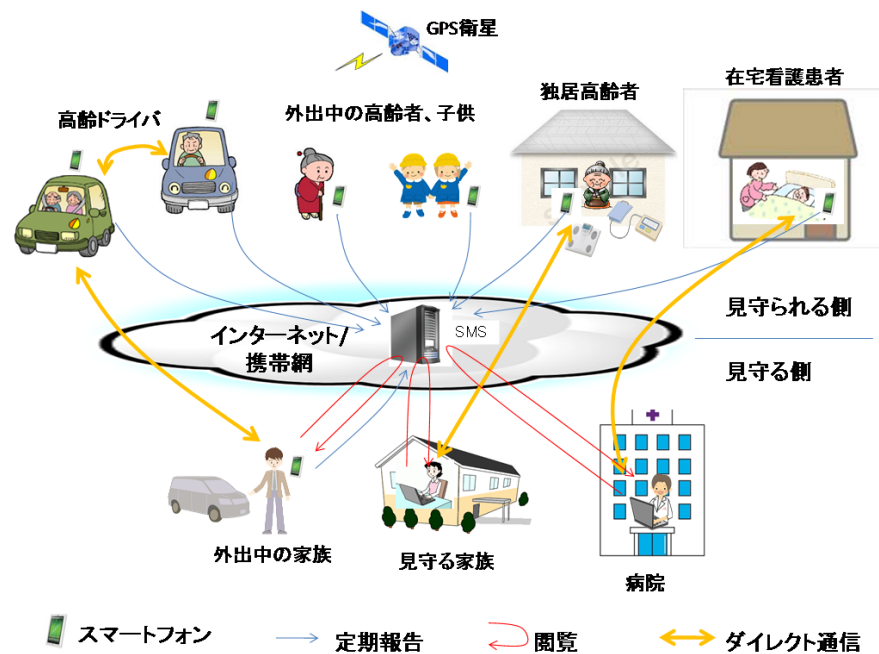 GPS衛星
在宅看護患者
独居高齢者
高齢ドライバ
外出中の高齢者、子供
見守られる側
インターネット/
携帯網
SMS
見守る側
外出中の家族
見守る家族
病院
スマートフォン
定期報告
閲覧
ダイレクト通信